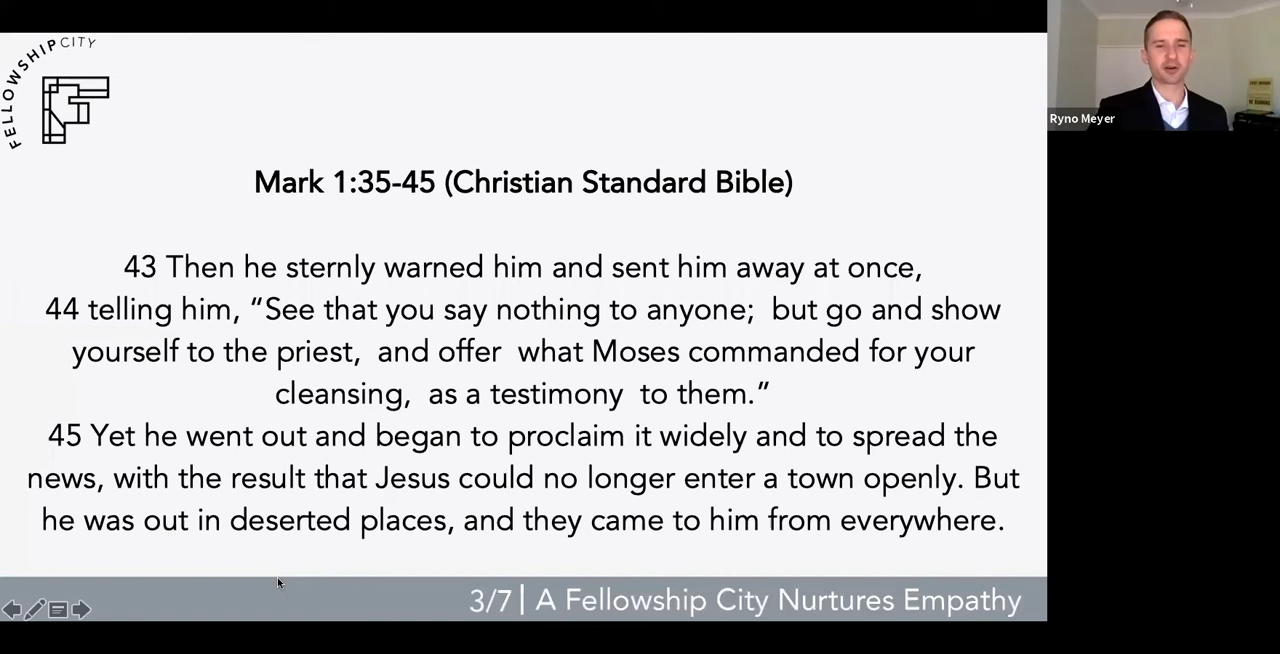 FELLOWSHIP CITY
Mark 1:35-45 (Christian Standard Bible)
43 Then he sternly warned him and sent him away at once,
44 telling him, “See that you say nothing to anyone;  but go and show
yourself to the priest,  and offer  what Moses commanded for your
cleansing,  as a testimony  to them.”
45 Yet he went out and began to proclaim it widely and to spread the
news, with the result that Jesus could no longer enter a town openly. But
he was out in deserted places, and they came to him from everywhere.
3/7 | A Fellowship City Nurtures Empathy
Ryno Meyer